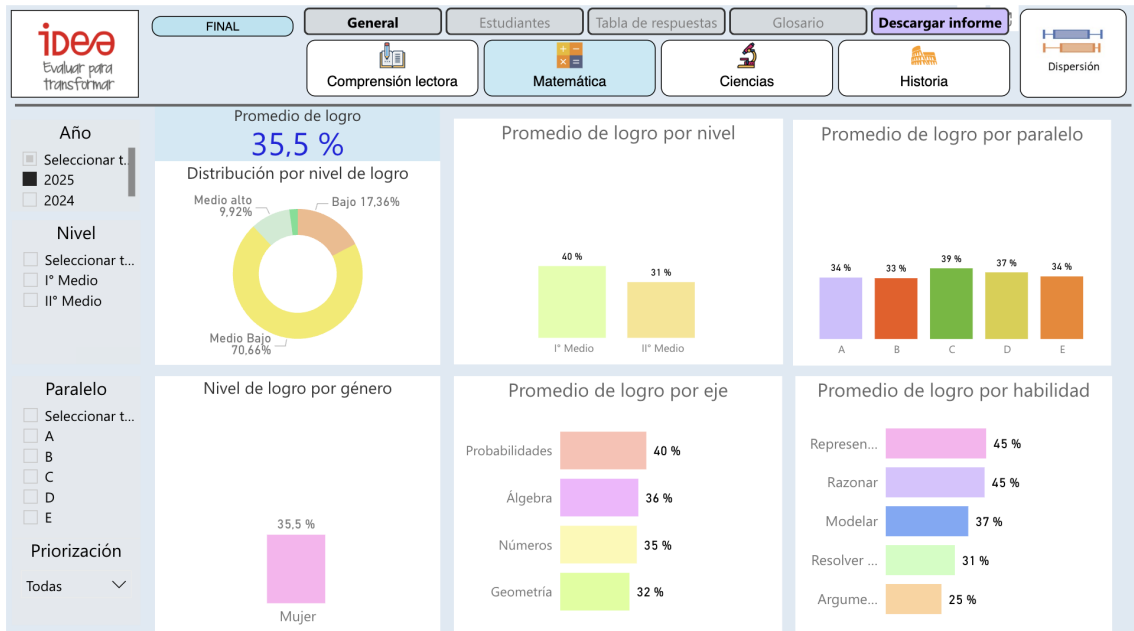 idea
Evaluar para
transformar
FINAL
General
Estudiantes
Tabla de respuestas
Glosario
Descargar informe
Comprensión lectora
Matemática
Ciencias
Historia
Dispersión
Año
Seleccionar t...
2025
2024
Nivel
Seleccionar t...
I° Medio
II° Medio
Paralelo
Seleccionar t...
A
B
C
D
E
Priorización
Todas
Promedio de logro
35,5 %
Distribución por nivel de logro
Medio alto
9,92%
Bajo 17,36%
Medio Bajo
70,66%
Promedio de logro por nivel
40 %
31 %
I° Medio
II° Medio
Promedio de logro por paralelo
34 %
33 %
39 %
37 %
34 %
A
B
C
D
E
Nivel de logro por género
35,5 %
Mujer
Promedio de logro por eje
Probabilidades 40 %
Álgebra 36 %
Números 35 %
Geometría 32 %
Promedio de logro por habilidad
Represen... 45 %
Razonar 45 %
Modelar 37 %
Resolver ... 31 %
Argume... 25 %